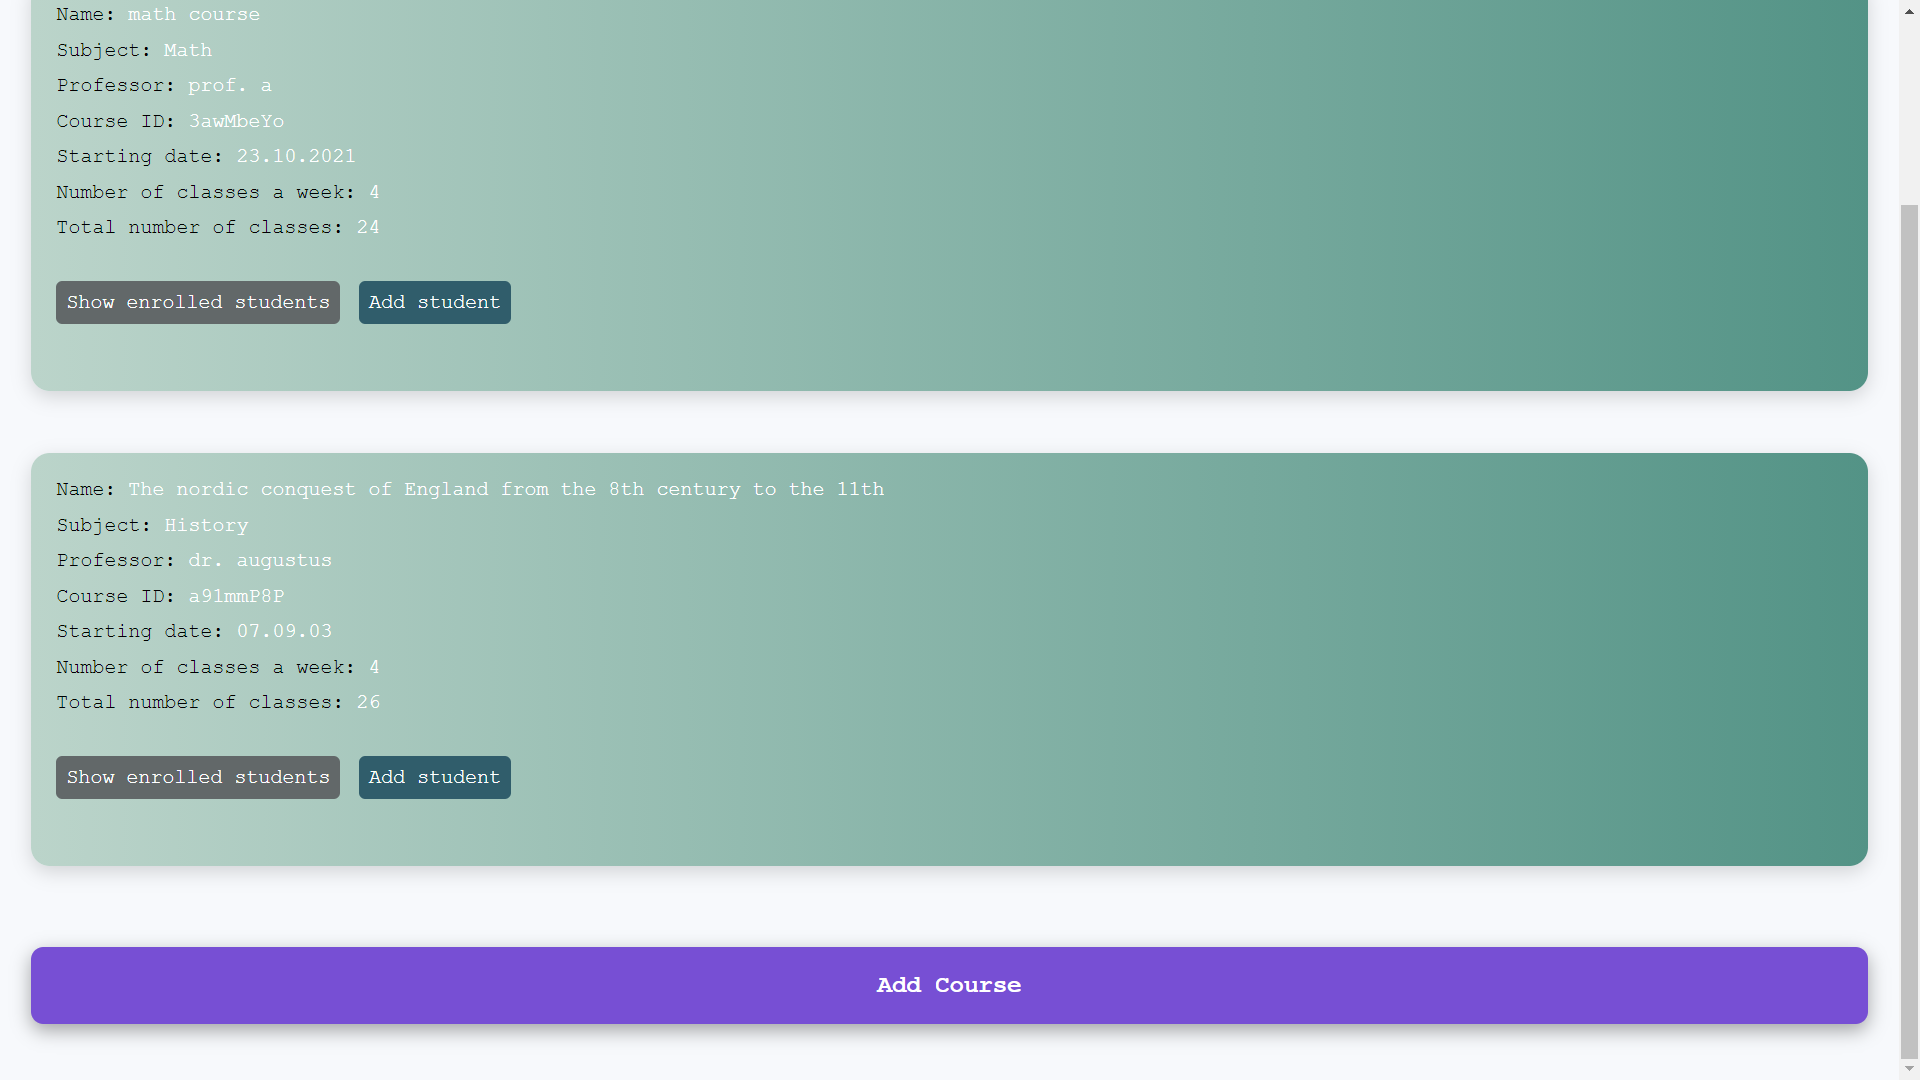 Name: math course
Subject: Math
Professor: prof. a
Course ID: 3awMbeYo
Starting date: 23.10.2021
Number of classes a week: 4
Total number of classes: 24
Show enrolled students Add student
Name: The nordic conquest of England from the 8th century to the 11th
Subject: History
Professor: dr. augustus
Course ID: a91mmP8P
Starting date: 07.09.03
Number of classes a week: 4
Total number of classes: 26
Show enrolled students Add student
Add Course